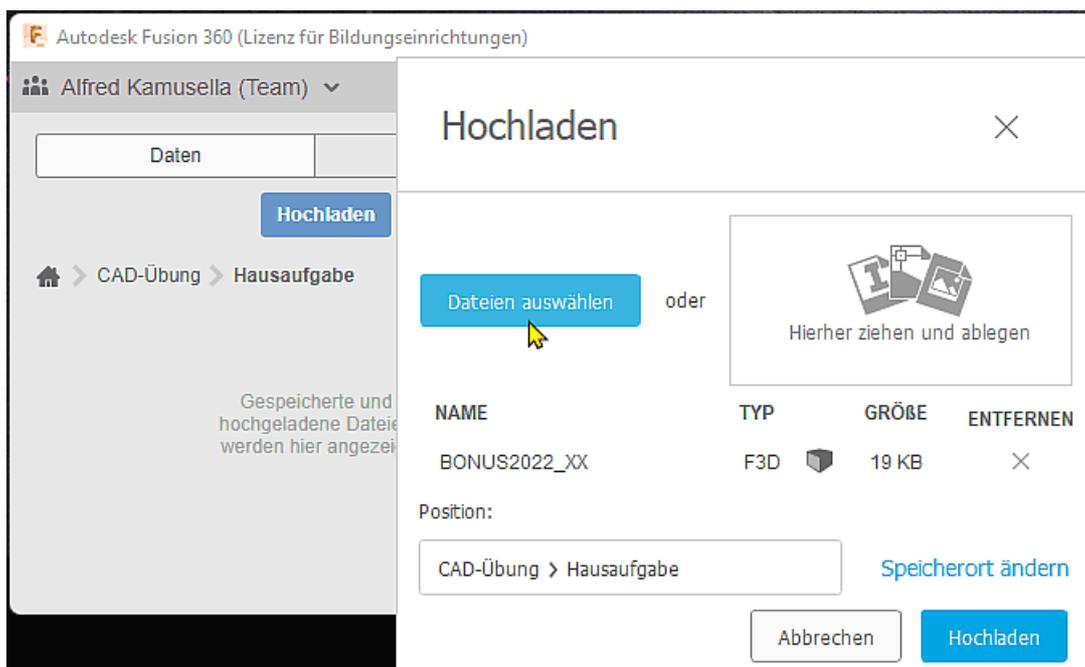 Autodesk Fusion 360 (Lizenz für Bildungseinrichtungen)
Alfred Kamusella (Team)
Daten
Hochladen
CAD-Übung > Hausaufgabe
Gespeicherte und
hochgeladene Dateie
werden hier angezei
Hochladen
Dateien auswählen
oder
Hierher ziehen und ablegen
NAME TYP GRÖßE ENTFERNEN
BONUS2022_XX F3D 19 KB
Position:
CAD-Übung > Hausaufgabe
Speicherort ändern
Abbrechen
Hochladen